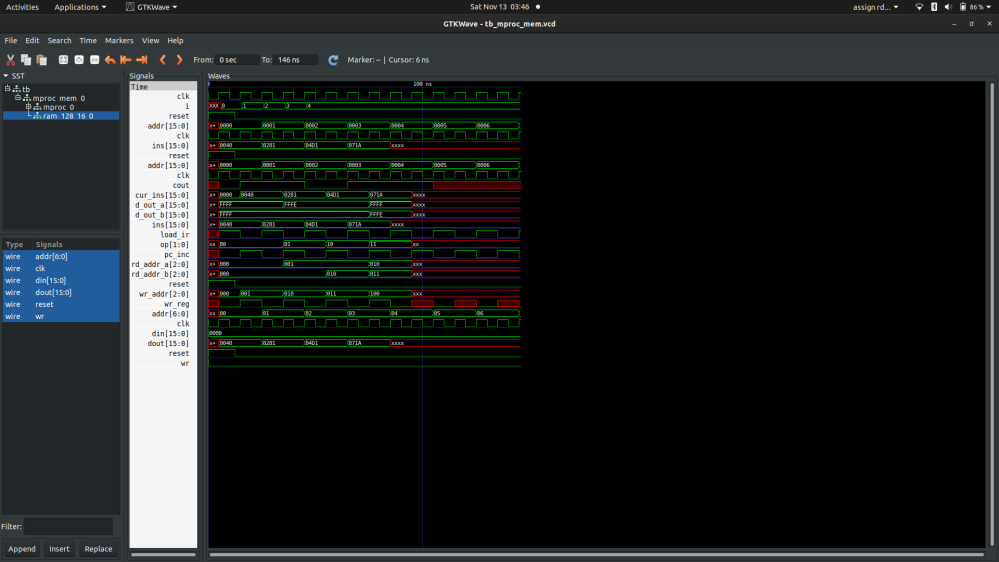 Activities Applications GTKWave Sat Nov 13 03:46 assign rd... 86%
GTKWave - tb_mproc_mem.vcd
File Edit Search Time Markers View Help
From: 0 sec To: 146 ns Marker: -- | Cursor: 6 ns
SST
tb
mproc_mem_0
mproc_0
ram_128_16_0
Type Signals
wire addr[6:0]
wire clk
wire din[15:0]
wire dout[15:0]
wire reset
wire wr
Filter:
Append Insert Replace
Signals
Time
clk
i
reset
addr[15:0]
clk
ins[15:0]
reset
addr[15:0]
clk
cout
cur_ins[15:0]
d_out_a[15:0]
d_out_b[15:0]
ins[15:0]
load_ir
op[1:0]
pc_inc
rd_addr_a[2:0]
rd_addr_b[2:0]
reset
wr_addr[2:0]
wr_reg
addr[6:0]
clk
din[15:0]
dout[15:0]
reset
wr
Waves
100 ns
XXX 0 1 2 3 4
x+ 0000 0001 0002 0003 0004 0005 0006
x+ 0040 0281 04D1 071A xxxx
x+ 0000 0001 0002 0003 0004 0005 0006
x+ 0000 0040 0281 04D1 071A xxxx
x+ FFFF FFFE FFFF xxxx
x+ FFFF FFFE xxxx
x+ 0040 0281 04D1 071A xxxx
xx 00 01 10 11 xx
x+ 000 001 010 xxx
x+ 000 010 011 xxx
x+ 000 001 010 011 100 xxx
xx 00 01 02 03 04 05 06
0000
x+ 0040 0281 04D1 071A xxxx